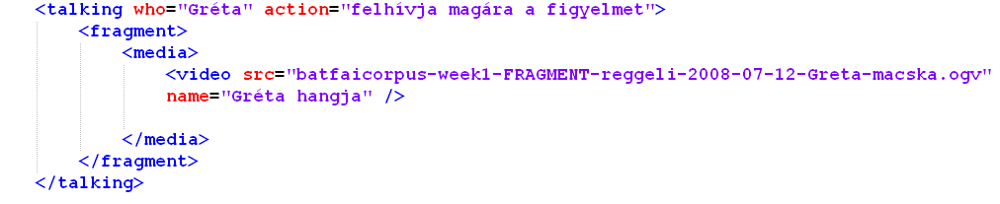 <talking who="Gréta" action="felhívja magára a figyelmet">
<fragment>
<media>
<video src="batfaicorpus-week1-FRAGMENT-reggeli-2008-07-12-Greta-macska.ogv"
name="Gréta hangja" />
</media>
</fragment>
</talking>